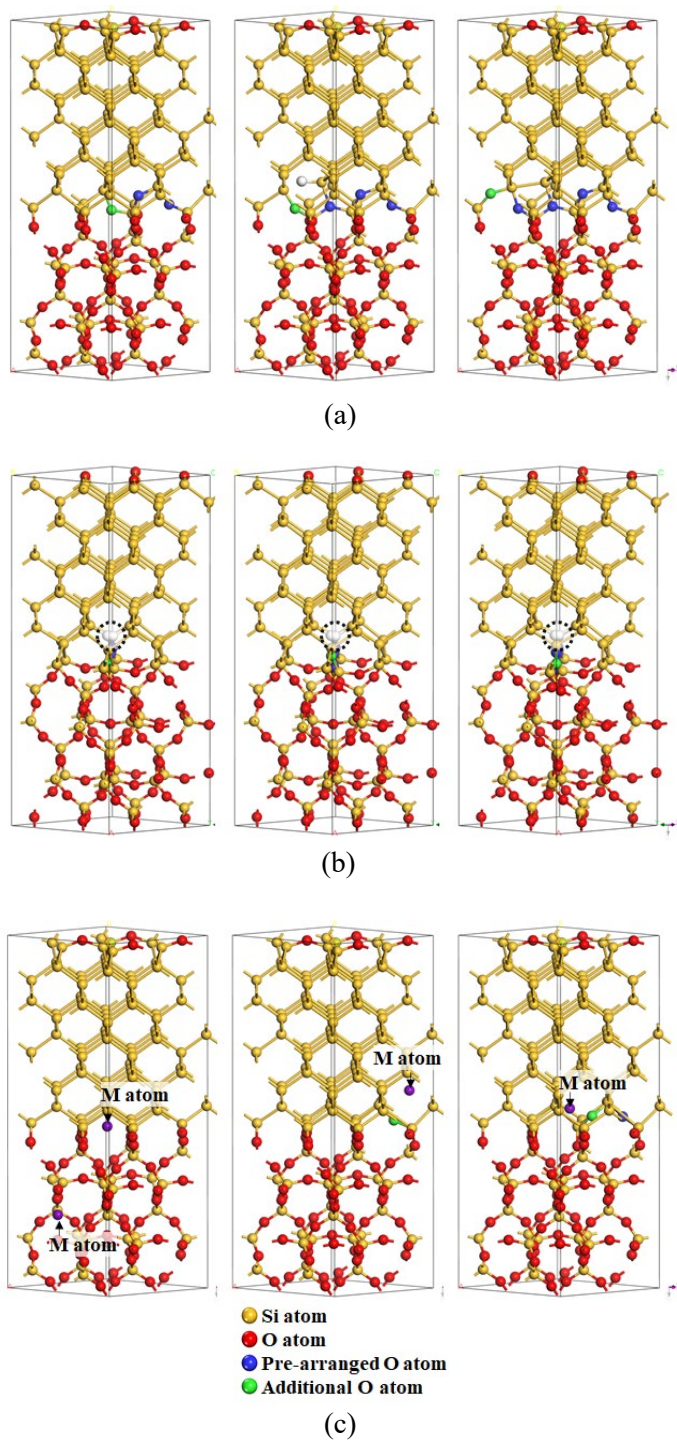 (a)
(b)
M atom
M atom
M atom
M atom
Si atom
O atom
Pre-arranged O atom
Additional O atom
(c)